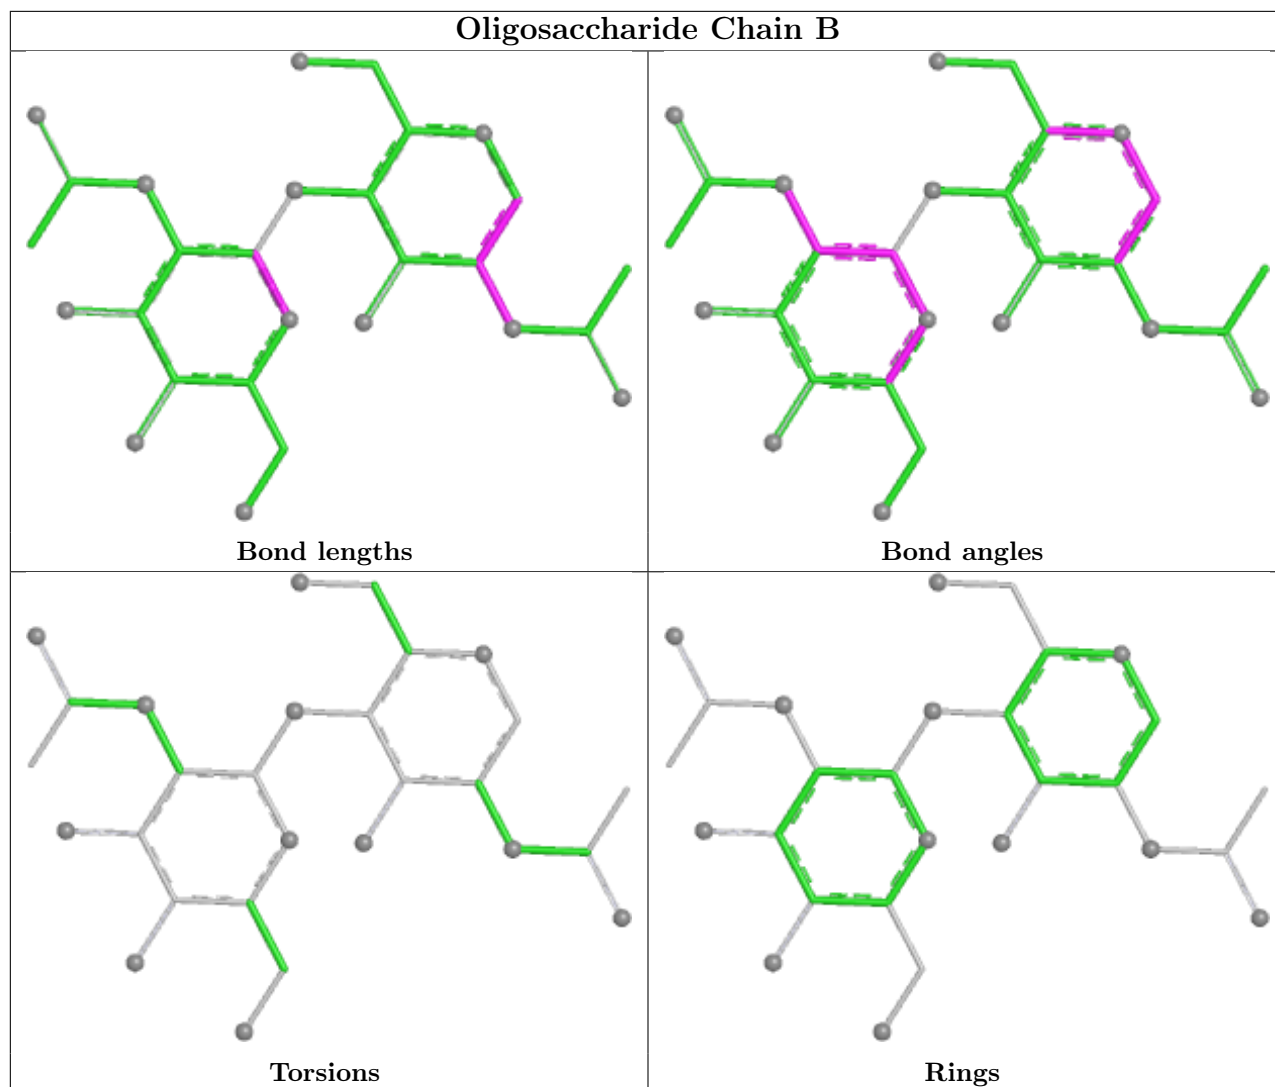 Oligosaccharide Chain B
Bond lengths
Bond angles
Torsions
Rings